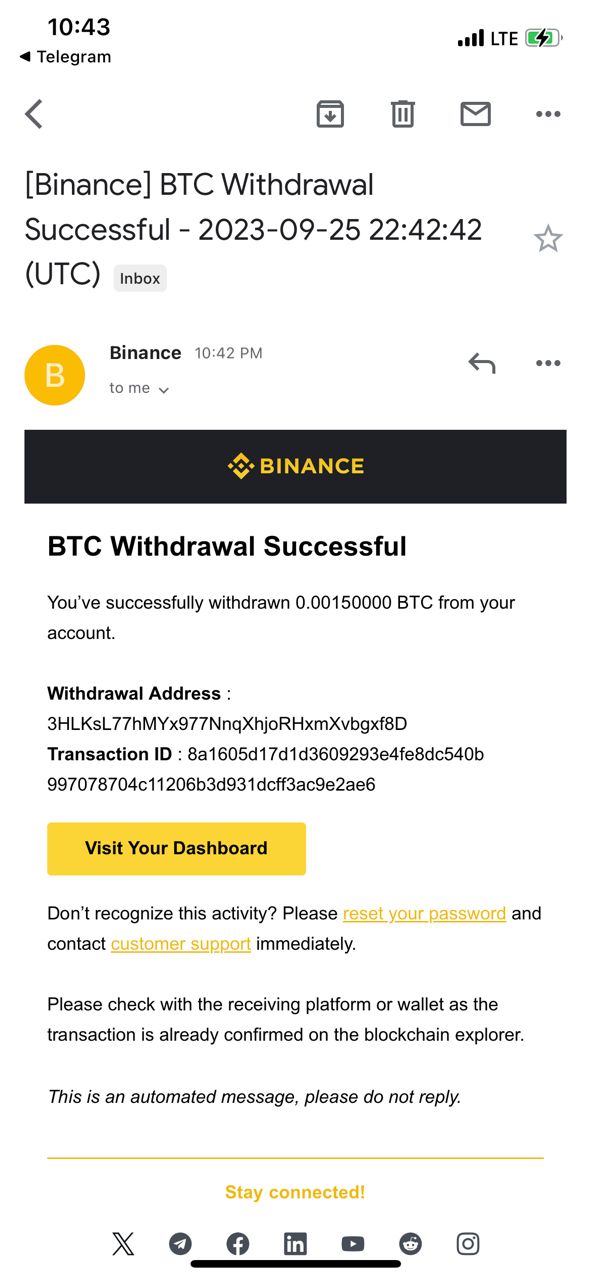 10:43
LTE
◀ Telegram
[Binance] BTC Withdrawal
Successful - 2023-09-25 22:42:42
(UTC) Inbox
B
Binance 10:42 PM
to me
BINANCE
BTC Withdrawal Successful
You’ve successfully withdrawn 0.00150000 BTC from your
account.
Withdrawal Address :
3HLKsL77hMYx977NnqXhjoRHxmXvbgxf8D
Transaction ID : 8a1605d17d1d3609293e4fe8dc540b
997078704c11206b3d931dcff3ac9e2ae6
Visit Your Dashboard
Don’t recognize this activity? Please reset your password and
contact customer support immediately.
Please check with the receiving platform or wallet as the
transaction is already confirmed on the blockchain explorer.
This is an automated message, please do not reply.
Stay connected!